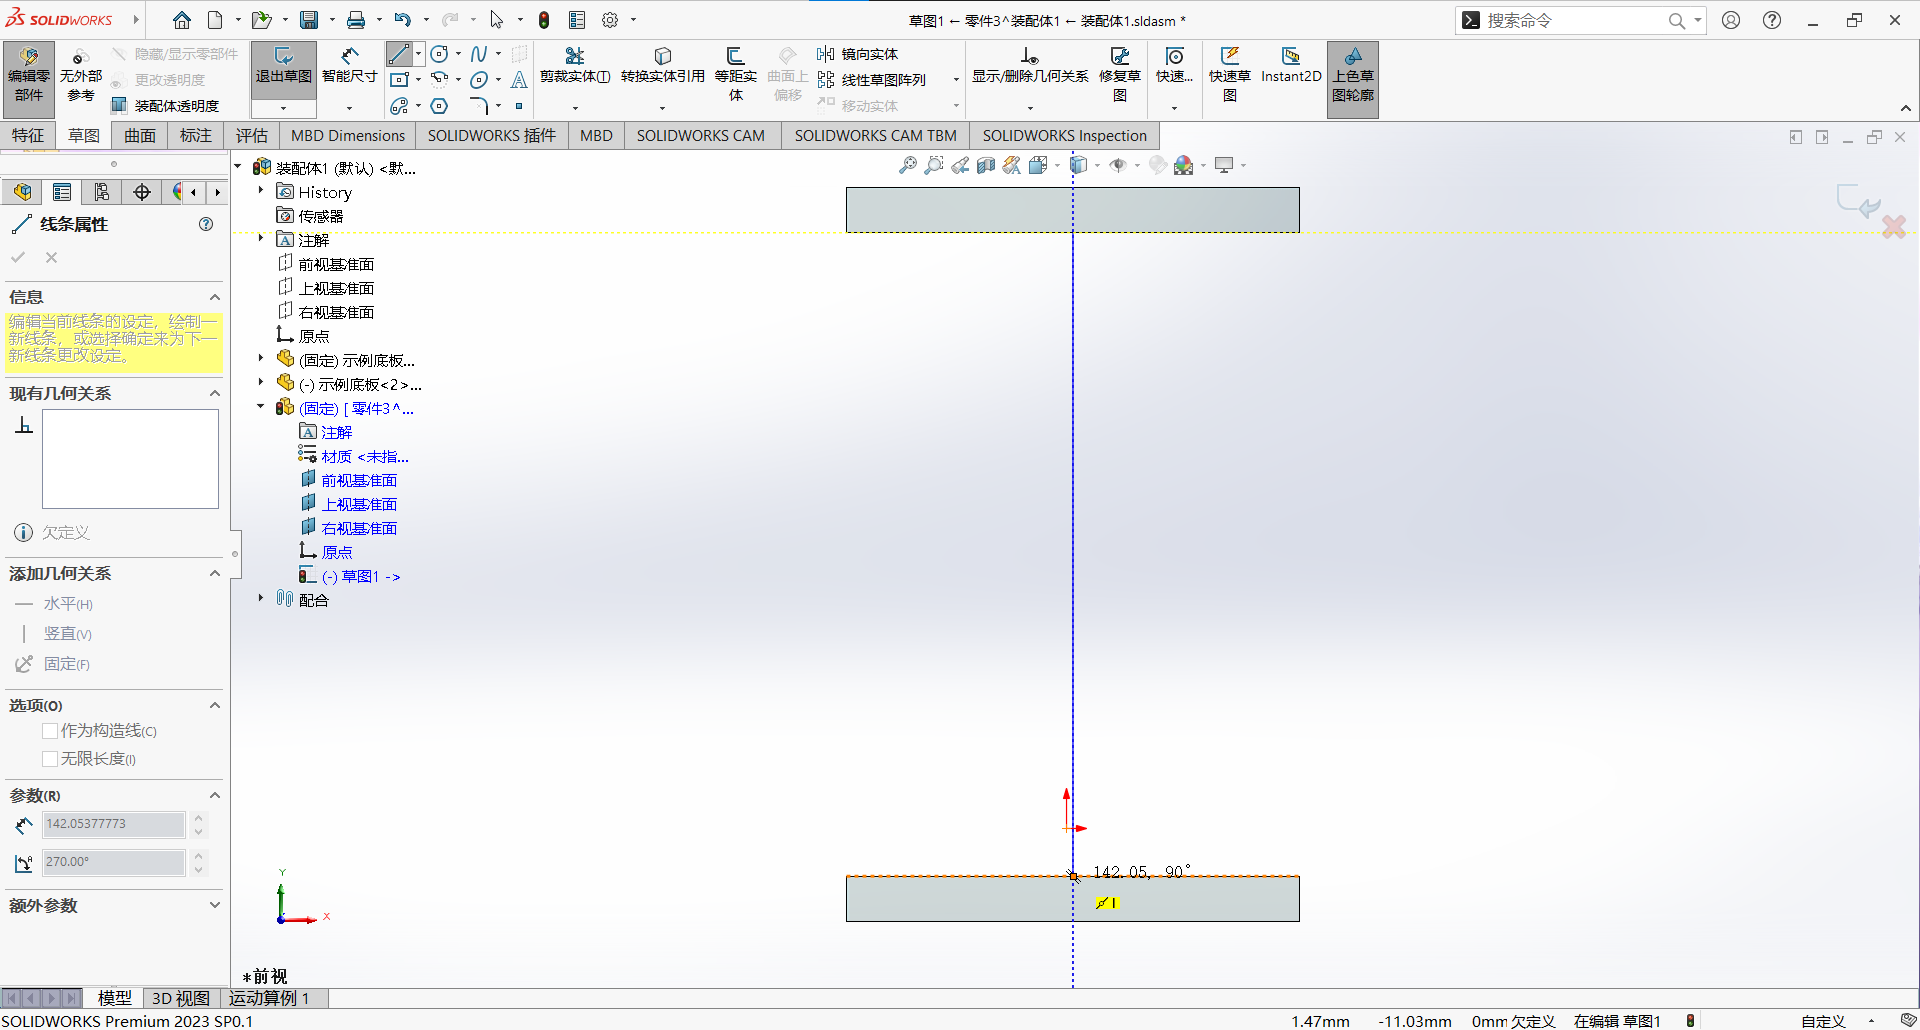 SOLIDWORKS
草图1 ← 零件3^装配体1 ← 装配体1.sldasm *
搜索命令
编辑零部件
无外部参考
隐藏/显示零部件
更改透明度
装配体透明度
退出草图
智能尺寸
剪裁实体(T)
转换实体引用
等距实体
曲面上偏移
镜向实体
线性草图阵列
移动实体
显示/删除几何关系
修复草图
快速...
快速草图
Instant2D
上色草图轮廓
特征
草图
曲面
标注
评估
MBD Dimensions
SOLIDWORKS 插件
MBD
SOLIDWORKS CAM
SOLIDWORKS CAM TBM
SOLIDWORKS Inspection
线条属性
信息
编辑当前线条的设定，绘制一
新线条，或选择确定来为下一
新线条更改设定。
现有几何关系
欠定义
添加几何关系
水平(H)
竖直(V)
固定(F)
选项(O)
作为构造线(C)
无限长度(I)
参数(R)
142.05377773
270.00°
额外参数
装配体1 (默认) <默...
History
传感器
注解
前视基准面
上视基准面
右视基准面
原点
(固定) 示例底板...
(-) 示例底板<2>...
(固定) [ 零件3^...
注解
材质 <未指...
前视基准面
上视基准面
右视基准面
原点
(-) 草图1 ->
配合
142.05, 90°
Y
X
*前视
模型
3D 视图
运动算例 1
SOLIDWORKS Premium 2023 SP0.1
1.47mm
-11.03mm
0mm 欠定义
在编辑 草图1
自定义